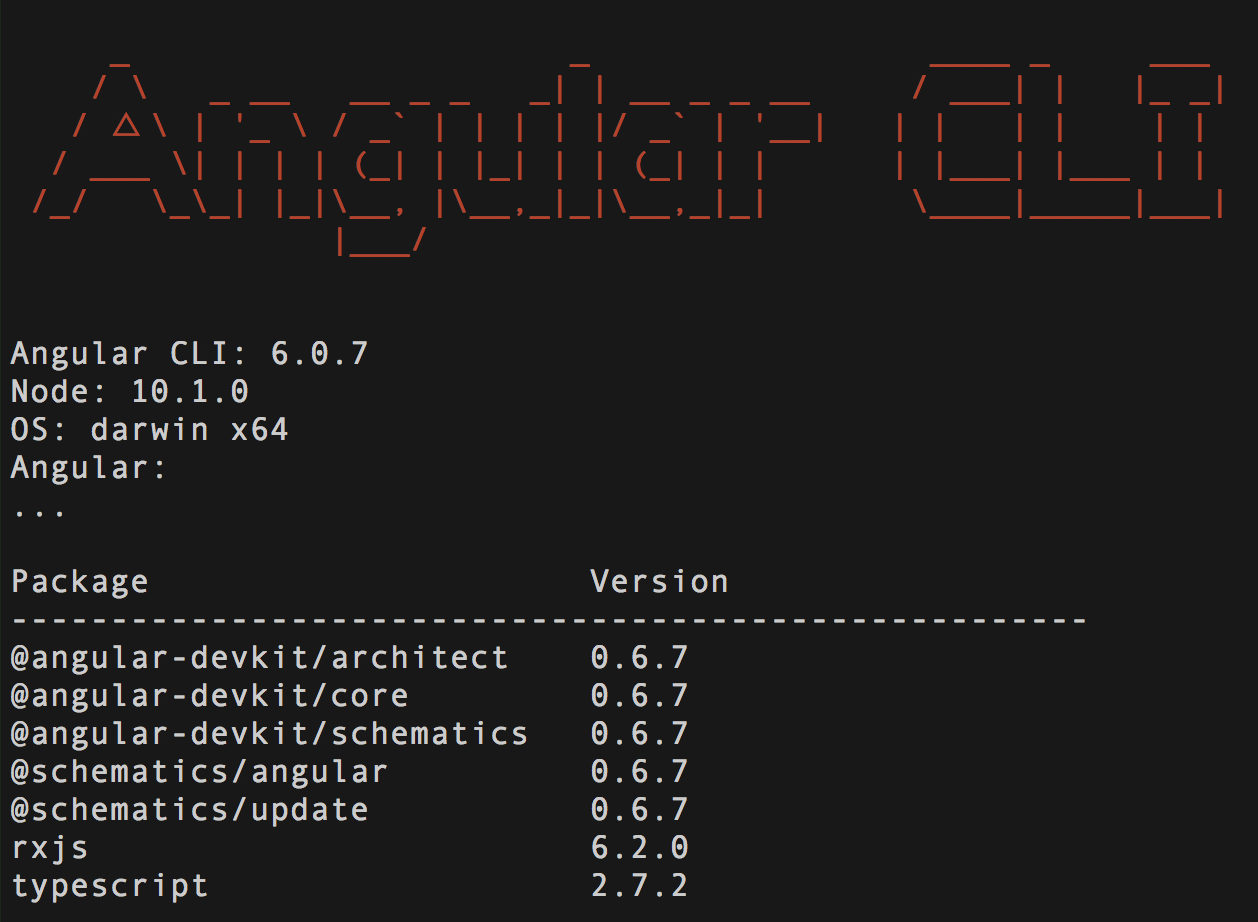 Angular CLI
Angular CLI: 6.0.7
Node: 10.1.0
OS: darwin x64
Angular:
...
Package Version
------------------------------------------------------
@angular-devkit/architect 0.6.7
@angular-devkit/core 0.6.7
@angular-devkit/schematics 0.6.7
@schematics/angular 0.6.7
@schematics/update 0.6.7
rxjs 6.2.0
typescript 2.7.2